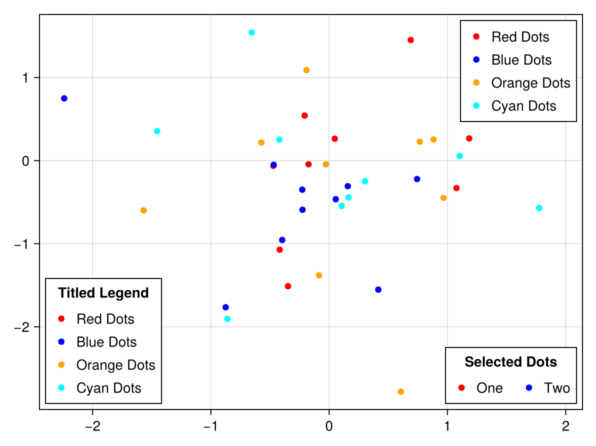 Red Dots
Blue Dots
Orange Dots
Cyan Dots
1
0
−1
−2
Titled Legend
Red Dots
Blue Dots
Orange Dots
Cyan Dots
Selected Dots
One Two
−2 −1 0 1 2